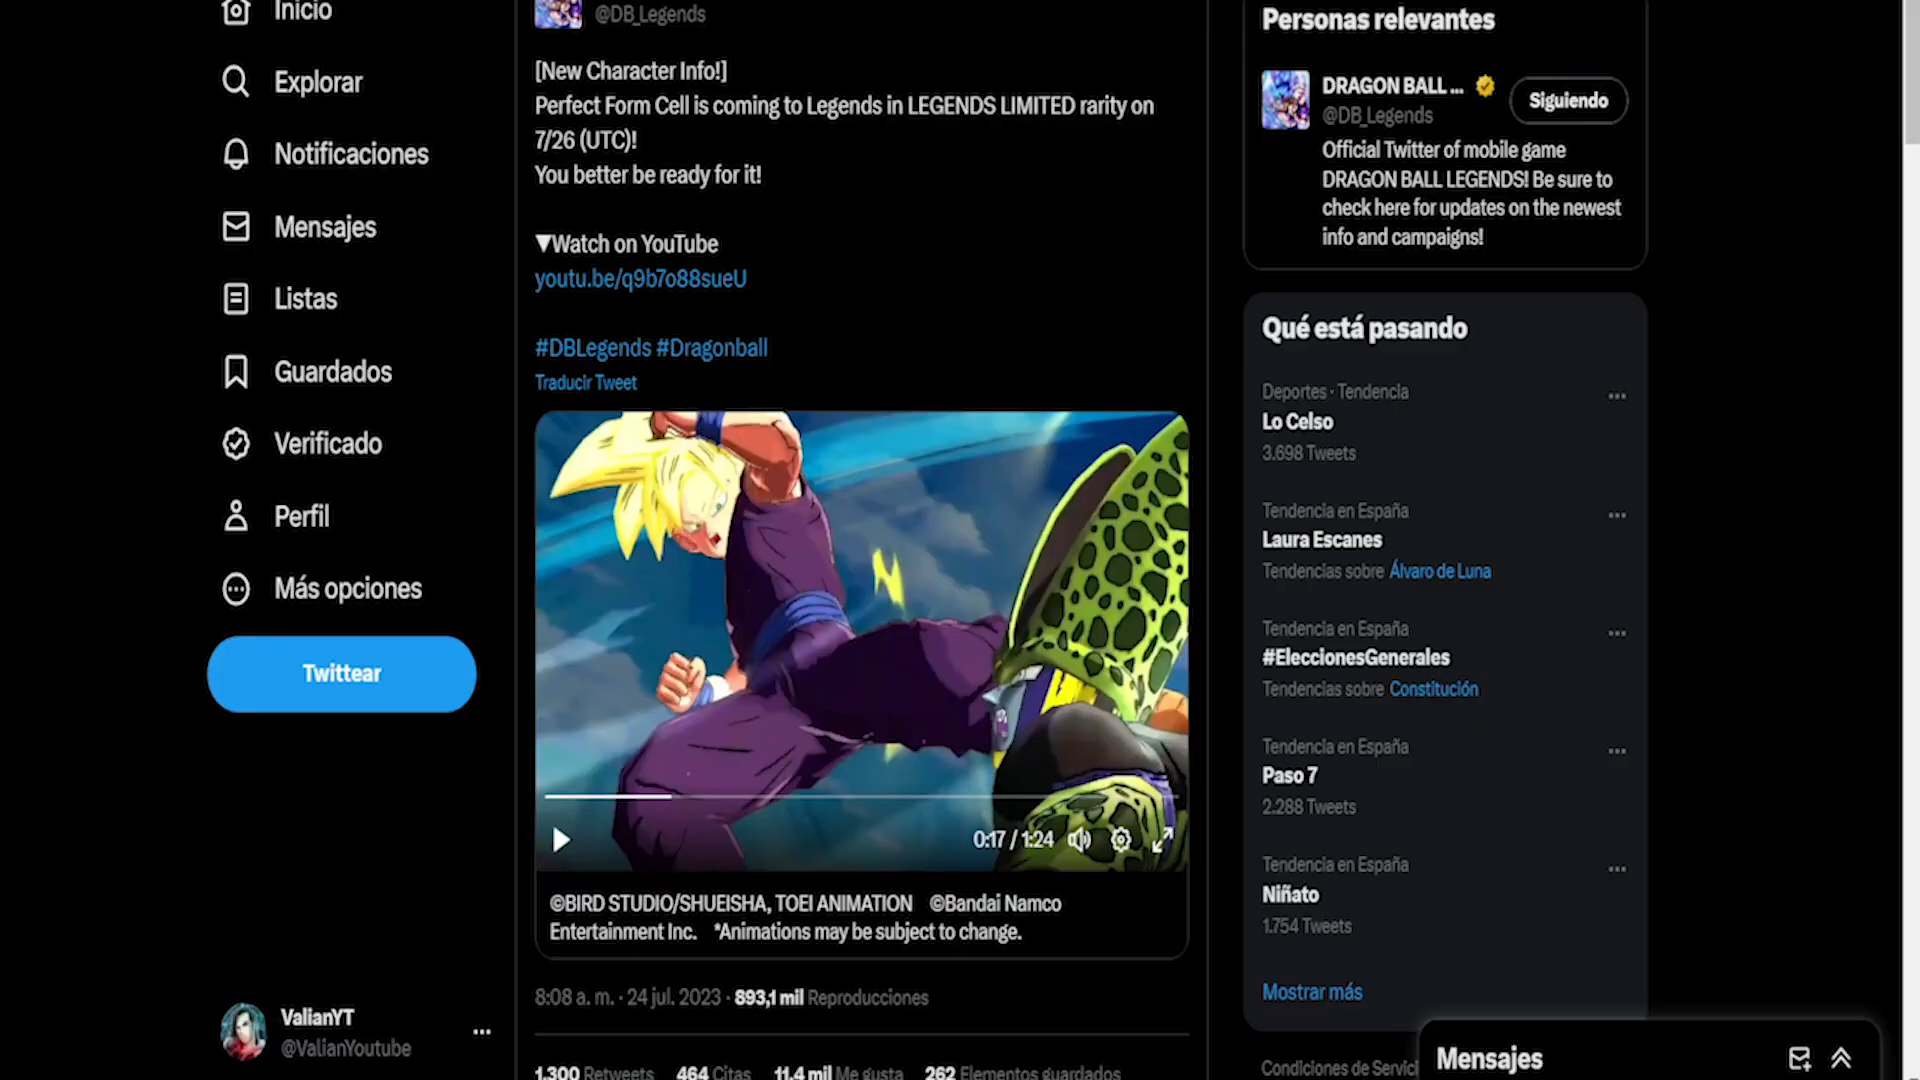 Inicio
Explorar
Notificaciones
Mensajes
Listas
Guardados
Verificado
Perfil
Más opciones
Twittear
ValianYT
@ValianYoutube
@DB_Legends
[New Character Info!]
Perfect Form Cell is coming to Legends in LEGENDS LIMITED rarity on
7/26 (UTC)!
You better be ready for it!
▼Watch on YouTube
youtu.be/q9b7o88sueU
#DBLegends #Dragonball
Traducir Tweet
0:17 / 1:24
©BIRD STUDIO/SHUEISHA, TOEI ANIMATION ©Bandai Namco
Entertainment Inc. *Animations may be subject to change.
8:08 a. m. · 24 jul. 2023 · 893,1 mil Reproducciones
1.300 Retweets 464 Citas 11,4 mil Me gusta 262 Elementos guardados
Personas relevantes
DRAGON BALL ...
@DB_Legends
Siguiendo
Official Twitter of mobile game
DRAGON BALL LEGENDS! Be sure to
check here for updates on the newest
info and campaigns!
Qué está pasando
Deportes · Tendencia
Lo Celso
3.698 Tweets
Tendencia en España
Laura Escanes
Tendencias sobre Álvaro de Luna
Tendencia en España
#EleccionesGenerales
Tendencias sobre Constitución
Tendencia en España
Paso 7
2.288 Tweets
Tendencia en España
Niñato
1.754 Tweets
Mostrar más
Condiciones de Servici
Mensajes